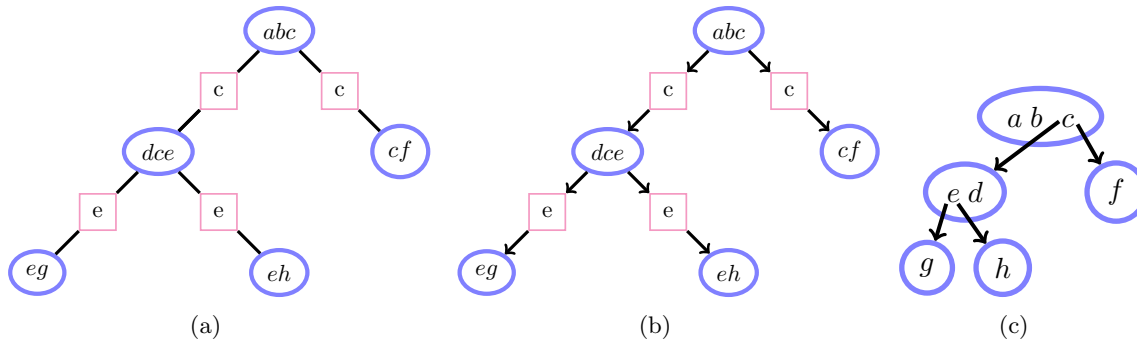 abc
c c
dce cf
e e
eg eh
(a)
abc
c c
dce cf
e e
eg eh
(b)
a b c
e d f
g h
(c)